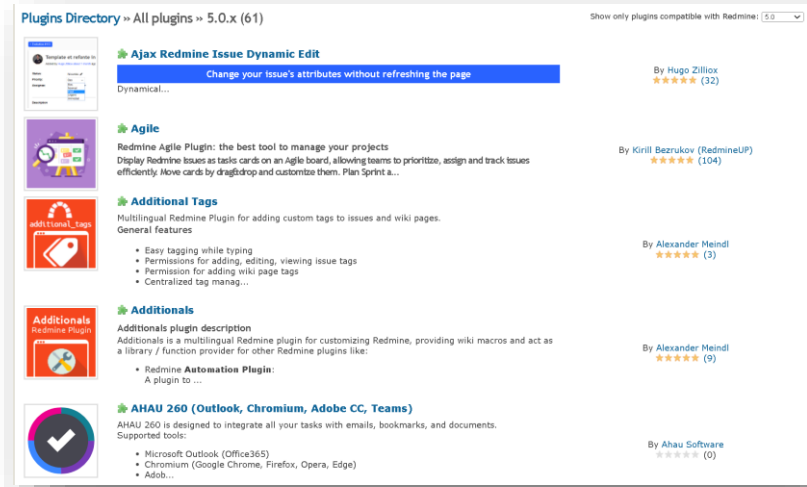 Plugins Directory » All plugins » 5.0.x (61)
Show only plugins compatible with Redmine: 5.0
Template et refonte In
Ajax Redmine Issue Dynamic Edit
Change your issue's attributes without refreshing the page
Dynamical...
By Hugo Zilliox
(32)
Agile
Redmine Agile Plugin: the best tool to manage your projects
Display Redmine Issues as tasks cards on an Agile board, allowing teams to prioritize, assign and track issues
efficiently. Move cards by drag&drop and customize them. Plan Sprint a...
By Kirill Bezrukov (RedmineUP)
(104)
additional_tags
Additional Tags
Multilingual Redmine Plugin for adding custom tags to issues and wiki pages.
General features
• Easy tagging while typing
• Permissions for adding, editing, viewing issue tags
• Permission for adding wiki page tags
• Centralized tag manag...
By Alexander Meindl
(3)
Additionals
Redmine Plugin
Additionals
Additionals plugin description
Additionals is a multilingual Redmine plugin for customizing Redmine, providing wiki macros and act as
a library / function provider for other Redmine plugins like:
• Redmine Automation Plugin:
A plugin to ...
By Alexander Meindl
(9)
AHAU 260 (Outlook, Chromium, Adobe CC, Teams)
AHAU 260 is designed to integrate all your tasks with emails, bookmarks, and documents.
Supported tools:
• Microsoft Outlook (Office365)
• Chromium (Google Chrome, Firefox, Opera, Edge)
• Adob...
By Ahau Software
(0)